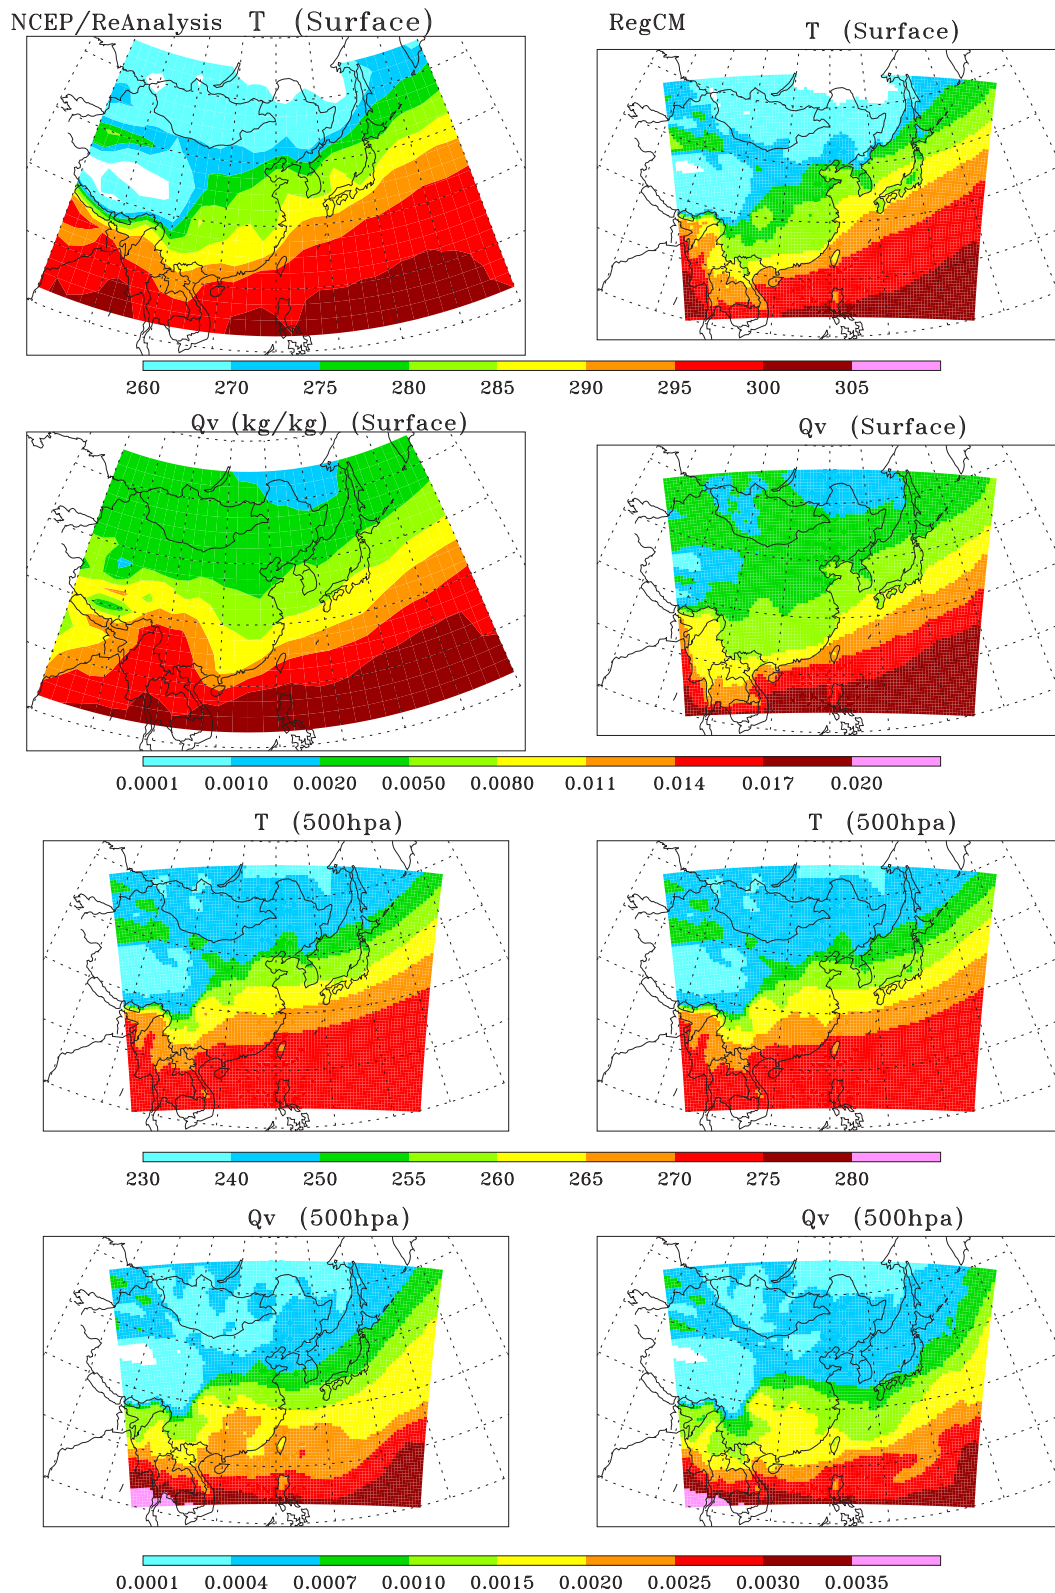 NCEP/ReAnalysis T (Surface)
RegCM T (Surface)
260 270 275 280 285 290 295 300 305
Qv (kg/kg) (Surface)
Qv (Surface)
0.0001 0.0010 0.0020 0.0050 0.0080 0.011 0.014 0.017 0.020
T (500hpa)
T (500hpa)
230 240 250 255 260 265 270 275 280
Qv (500hpa)
Qv (500hpa)
0.0001 0.0004 0.0007 0.0010 0.0015 0.0020 0.0025 0.0030 0.0035